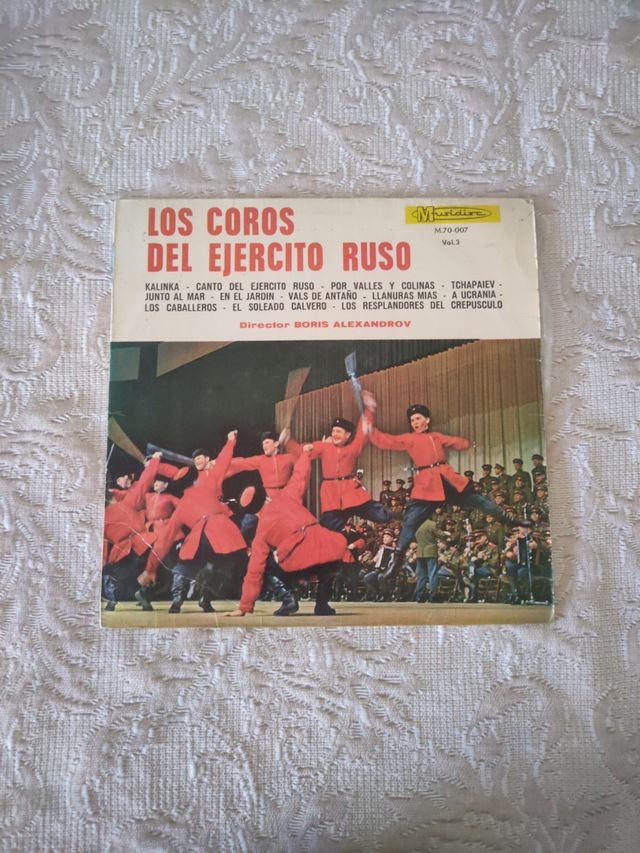 LOS COROS
DEL EJERCITO RUSO
Musidisc
M.70-007
Vol.3
KALINKA - CANTO DEL EJERCITO RUSO - POR VALLES Y COLINAS - TCHAPAIEV -
JUNTO AL MAR - EN EL JARDIN - VALS DE ANTAÑO - LLANURAS MIAS - A UCRANIA -
LOS CABALLEROS - EL SOLEADO CALVERO - LOS RESPLANDORES DEL CREPUSCULO
Director BORIS ALEXANDROV